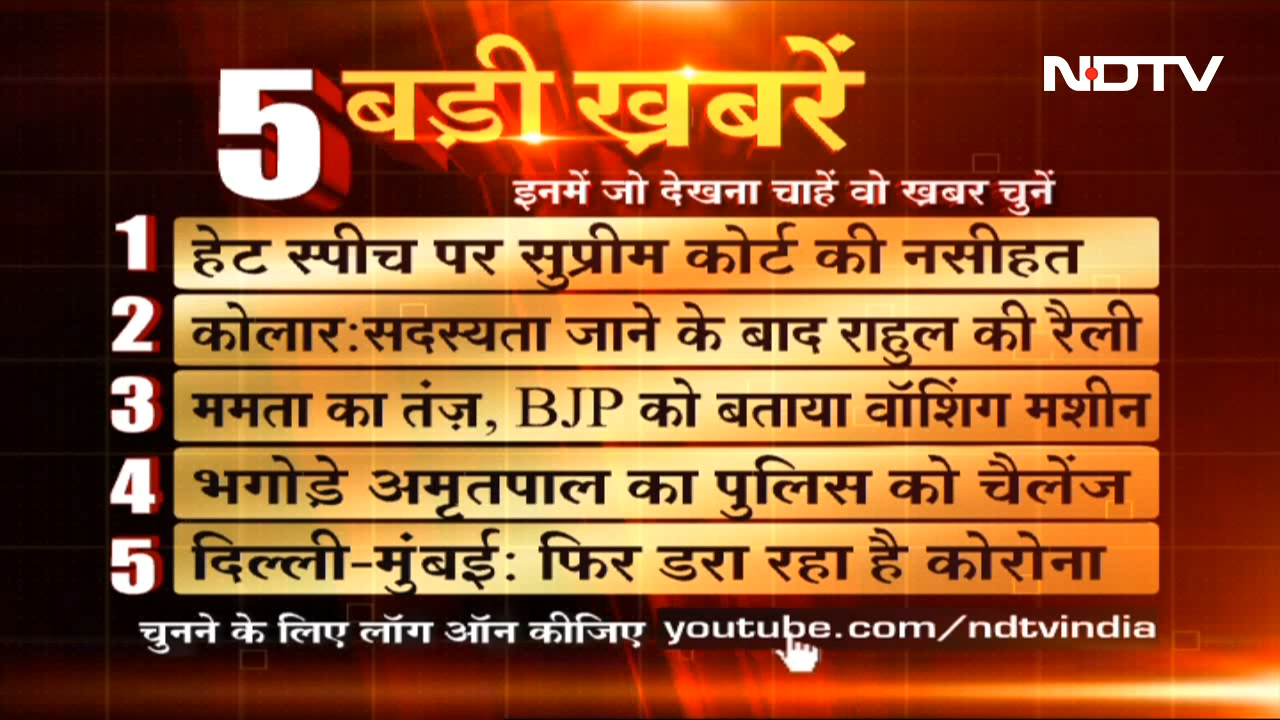 5 बड़ी ख़बरें
NDTV
इनमें जो देखना चाहें वो ख़बर चुनें
1 हेट स्पीच पर सुप्रीम कोर्ट की नसीहत
2 कोलार:सदस्यता जाने के बाद राहुल की रैली
3 ममता का तंज़, BJP को बताया वॉशिंग मशीन
4 भगोड़े अमृतपाल का पुलिस को चैलेंज
5 दिल्ली-मुंबई: फिर डरा रहा है कोरोना
चुनने के लिए लॉग ऑन कीजिए youtube.com/ndtvindia